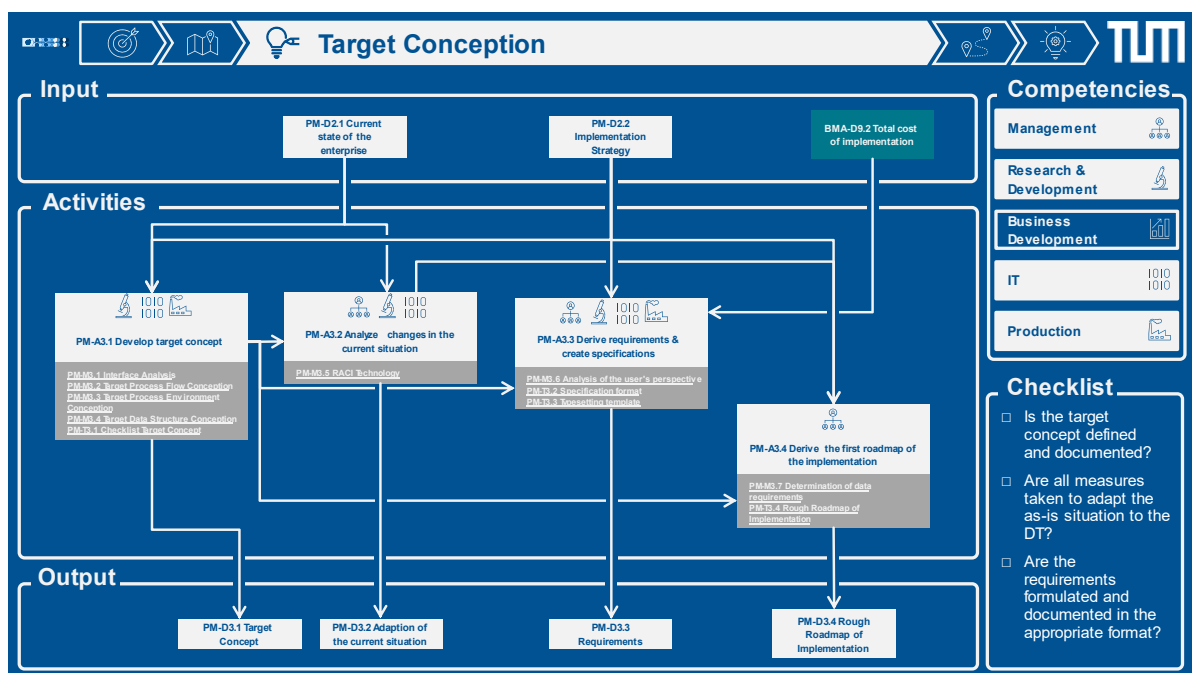 Target Conception
TUM
Input
PM-D2.1 Current
state of the
enterprise
PM-D2.2
Implementation
Strategy
BMA-D9.2 Total cost
of implementation
Activities
1010
1010
PM-A3.1 Develop target concept
PM-M3.1 Interface Analysis
PM-M3.2 Target Process Flow Conception
PM-M3.3 Target Process Environment
Conception
PM-M3.4 Target Data Structure Conception
PM-T3.1 Checklist Target Concept
1010
1010
PM-A3.2 Analyze changes in the
current situation
PM-M3.5 RACI Technology
1010
1010
PM-A3.3 Derive requirements &
create specifications
PM-M3.6 Analysis of the user's perspective
PM-T3.2 Specification format
PM-T3.3 Typesetting template
PM-A3.4 Derive the first roadmap of
the implementation
PM-M3.7 Determination of data
requirements
PM-T3.4 Rough Roadmap of
Implementation
Output
PM-D3.1 Target
Concept
PM-D3.2 Adaption of
the current situation
PM-D3.3
Requirements
PM-D3.4 Rough
Roadmap of
Implementation
Competencies
Management
Research &
Development
Business
Development
IT
1010
1010
Production
Checklist
□ Is the target
concept defined
and documented?
□ Are all measures
taken to adapt the
as-is situation to the
DT?
□ Are the
requirements
formulated and
documented in the
appropriate format?